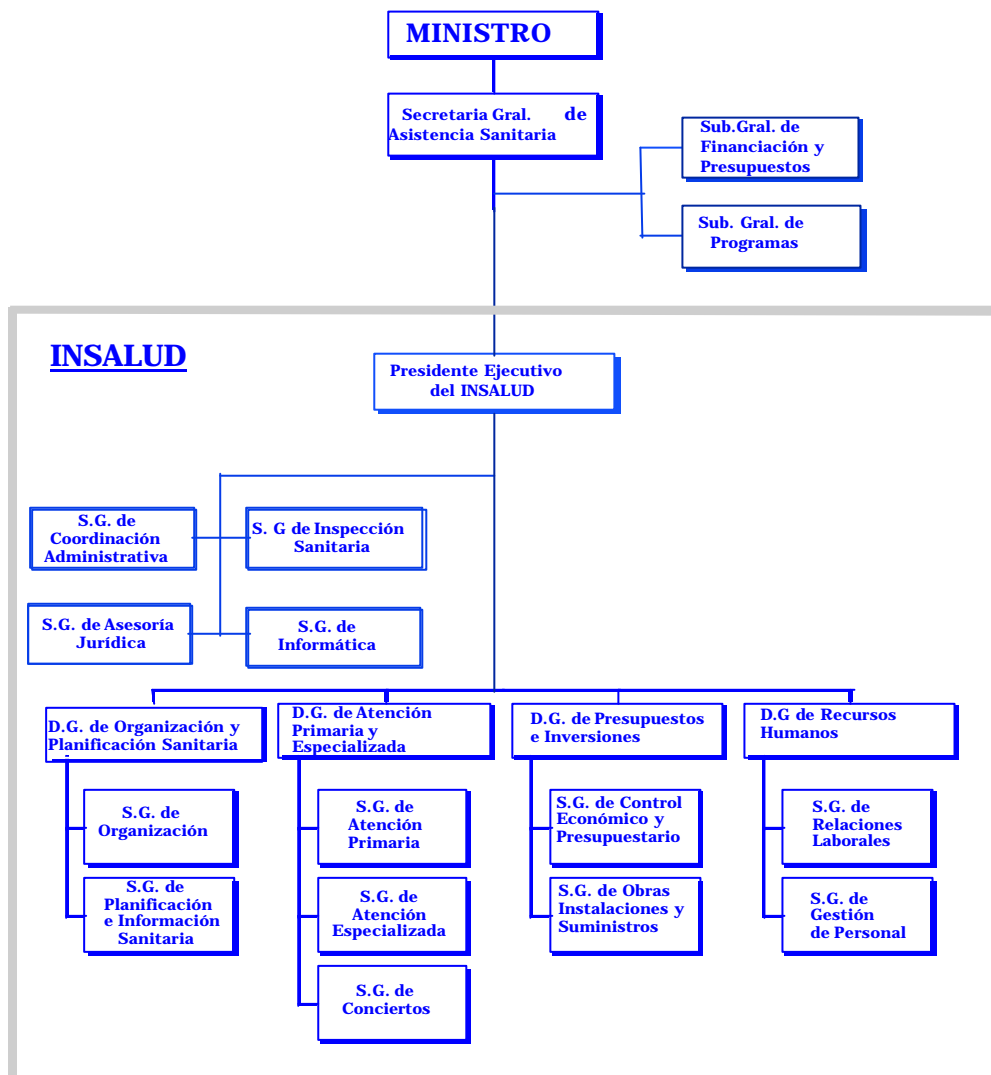 MINISTRO
Secretaria Gral. de
Asistencia Sanitaria
Sub.Gral. de
Financiación y
Presupuestos
Sub. Gral. de
Programas
INSALUD
Presidente Ejecutivo
del INSALUD
S.G. de
Coordinación
Administrativa
S. G de Inspección
Sanitaria
S.G. de Asesoría
Jurídica
S.G. de
Informática
D.G. de Organización y
Planificación Sanitaria
D.G. de Atención
Primaria y
Especializada
D.G. de Presupuestos
e Inversiones
D.G de Recursos
Humanos
S.G. de
Organización
S.G. de
Planificación
e Información
Sanitaria
S.G. de
Atención
Primaria
S.G. de
Atención
Especializada
S.G. de
Conciertos
S.G. de Control
Económico y
Presupuestario
S.G. de Obras
Instalaciones y
Suministros
S.G. de
Relaciones
Laborales
S.G. de
Gestión
de Personal